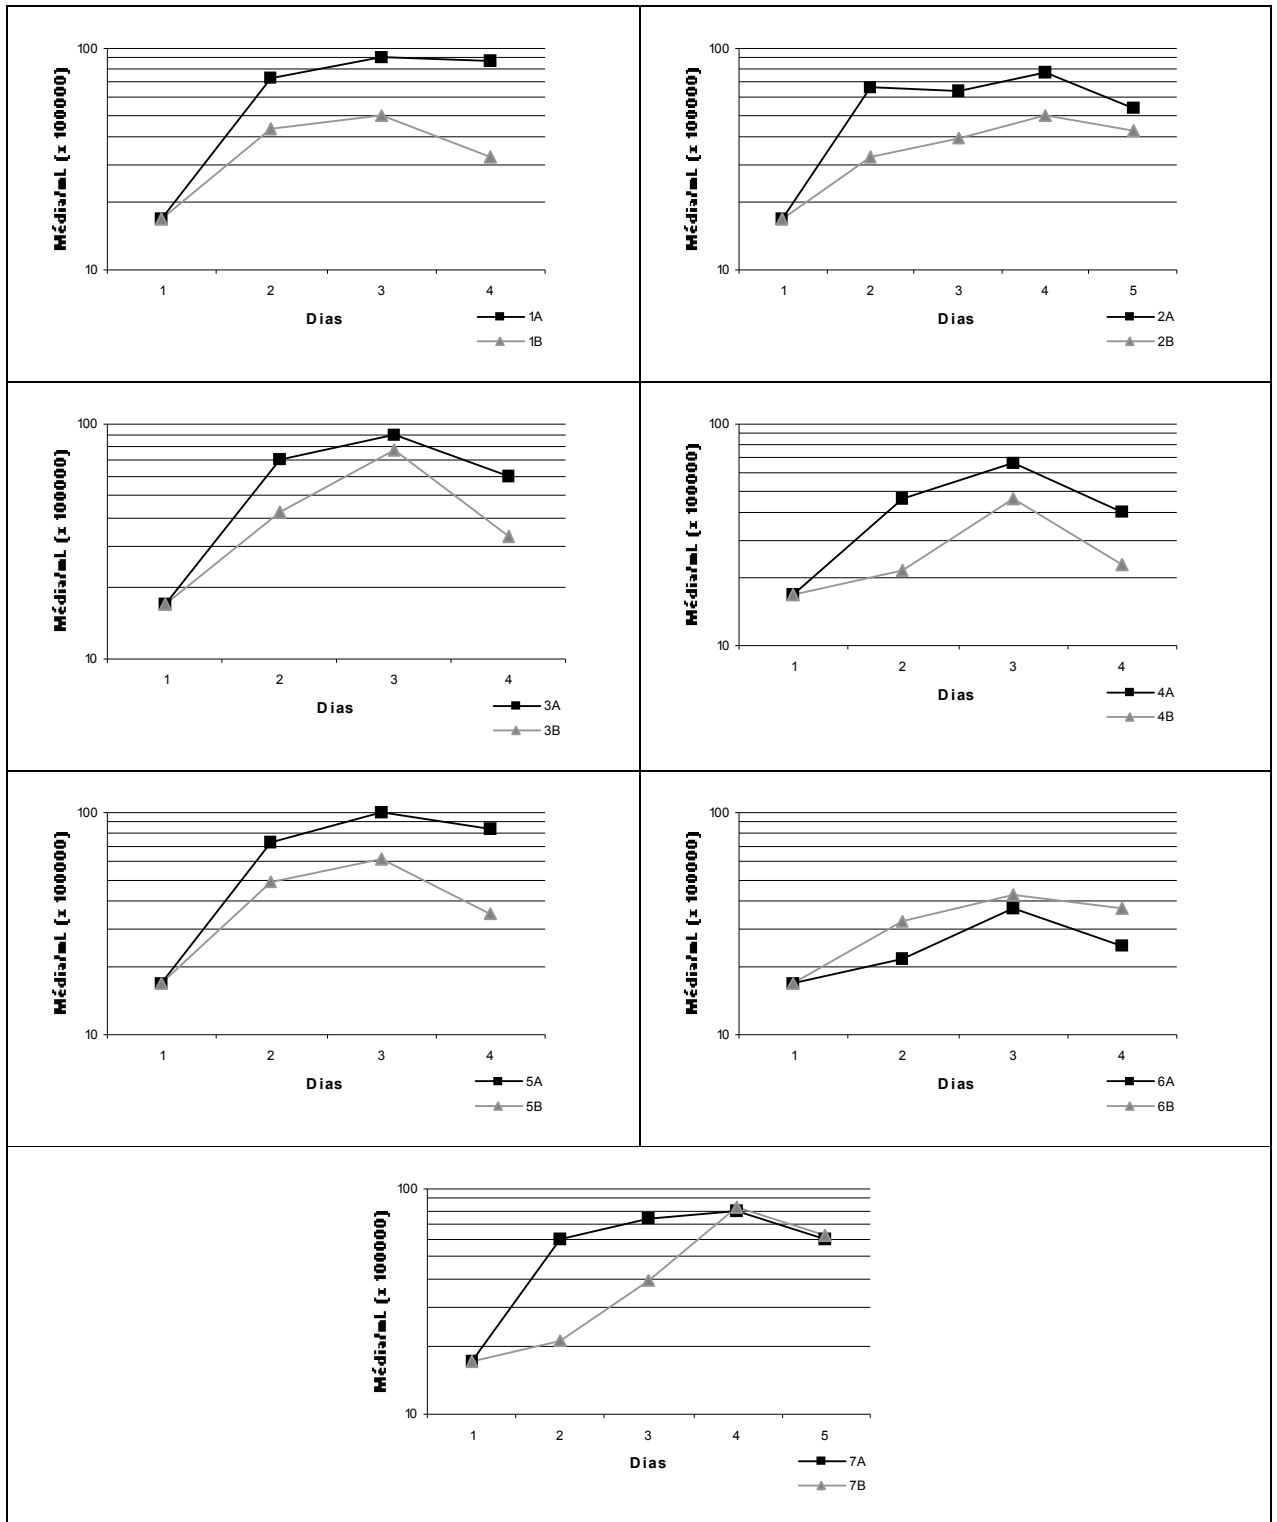 100
Média/mL (x 100000)
10
1 2 3 4
Dias
1A
1B
100
Média/mL (x 100000)
10
1 2 3 4 5
Dias
2A
2B
100
Média/mL (x 100000)
10
1 2 3 4
Dias
3A
3B
100
Média/mL (x 100000)
10
1 2 3 4
Dias
4A
4B
100
Média/mL (x 100000)
10
1 2 3 4
Dias
5A
5B
100
Média/mL (x 100000)
10
1 2 3 4
Dias
6A
6B
100
Média/mL (x 100000)
10
1 2 3 4 5
Dias
7A
7B